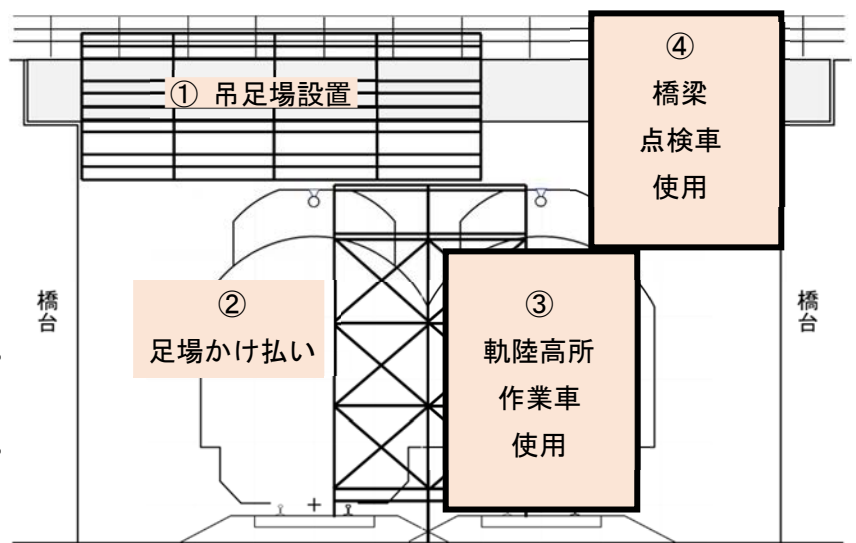 ① 吊足場設置
④
橋梁
点検車
使用
橋台
②
足場かけ払い
③
軌陸高所
作業車
使用
橋台